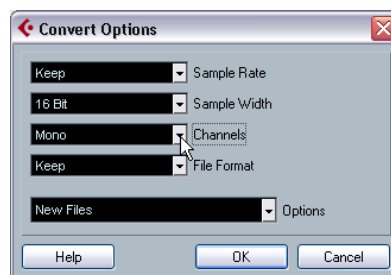 Convert Options
Keep Sample Rate
16 Bit Sample Width
Mono Channels
Keep File Format
New Files Options
Help OK Cancel